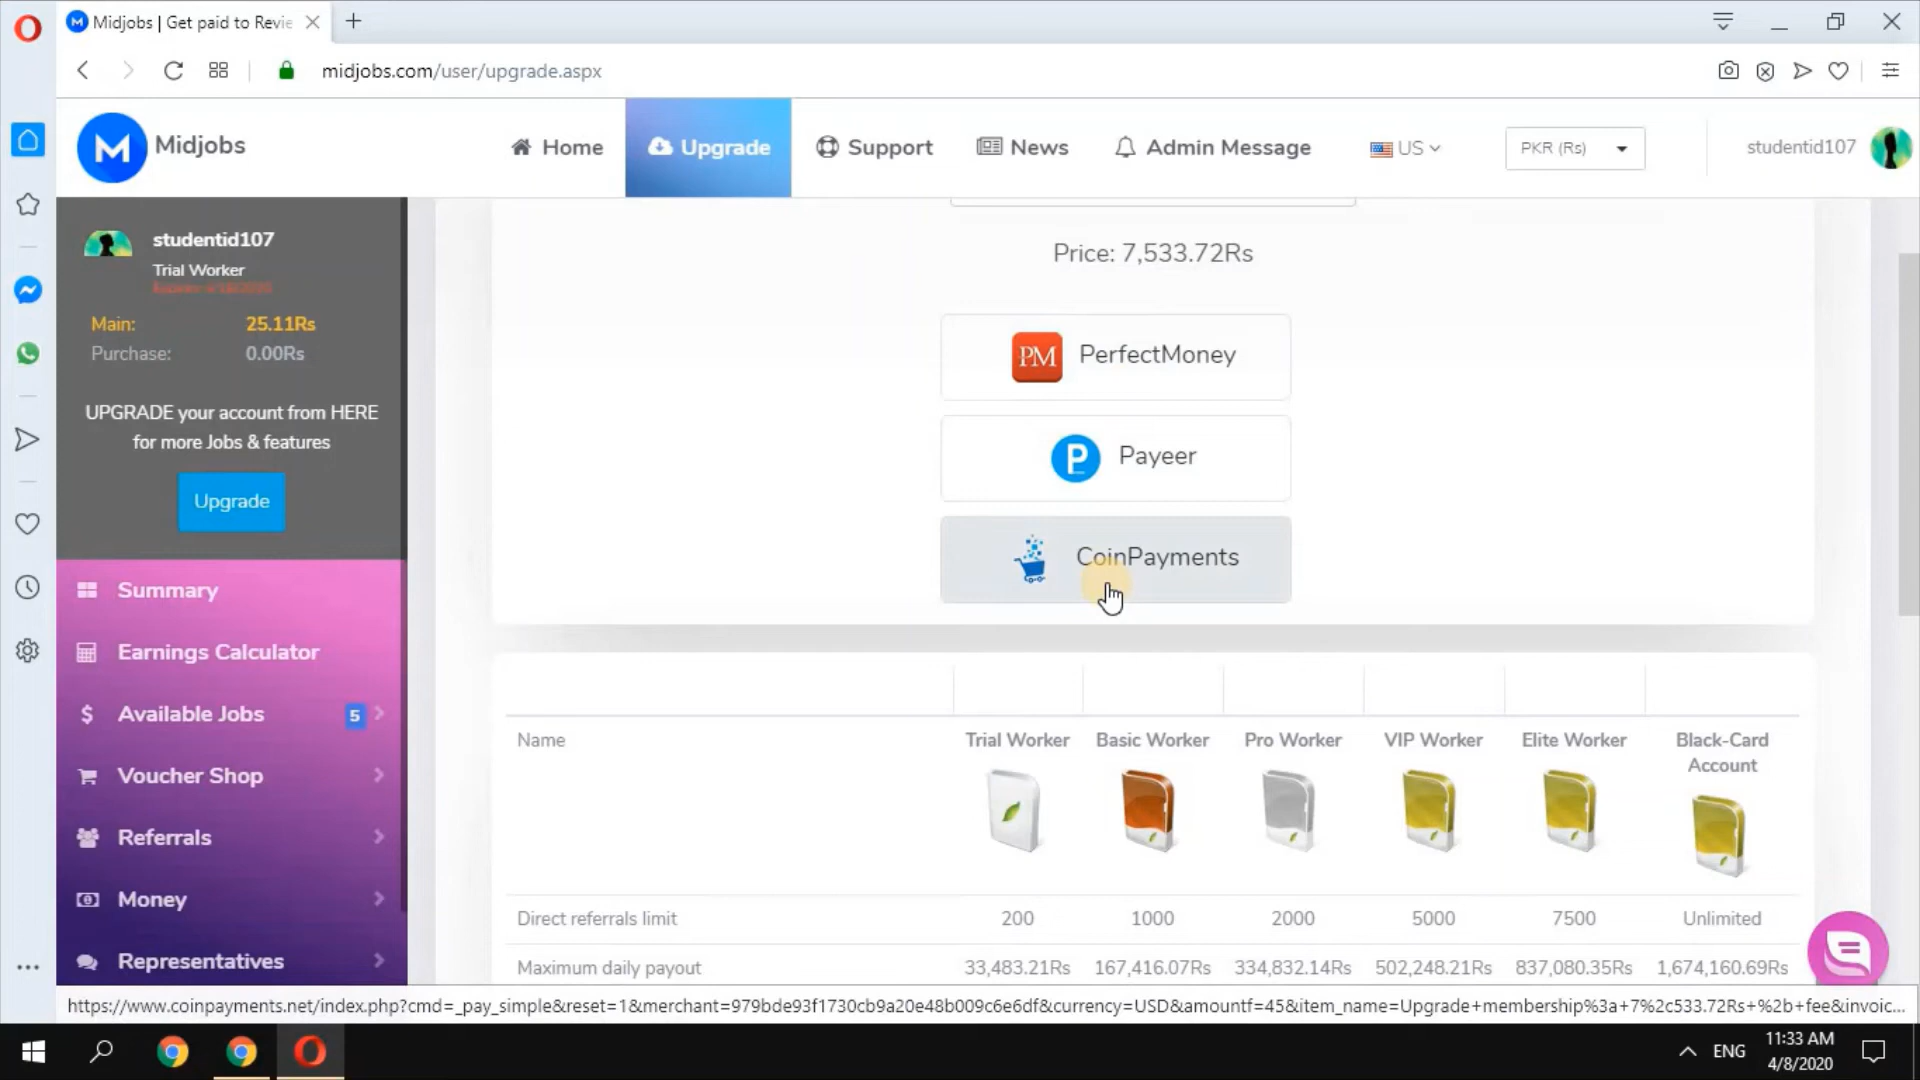 Midjobs | Get paid to Revie
midjobs.com/user/upgrade.aspx
Midjobs
Home
Upgrade
Support
News
Admin Message
US
PKR (Rs)
studentid107
studentid107
Trial Worker
Main: 25.11Rs
Purchase: 0.00Rs
UPGRADE your account from HERE
for more Jobs & features
Upgrade
Summary
Earnings Calculator
Available Jobs 5
Voucher Shop
Referrals
Money
Representatives
Price: 7,533.72Rs
PM PerfectMoney
P Payeer
CoinPayments
Name Trial Worker Basic Worker Pro Worker VIP Worker Elite Worker Black-Card
Account
Direct referrals limit 200 1000 2000 5000 7500 Unlimited
Maximum daily payout 33,483.21Rs 167,416.07Rs 334,832.14Rs 502,248.21Rs 837,080.35Rs 1,674,160.69Rs
https://www.coinpayments.net/index.php?cmd=_pay_simple&reset=1&merchant=979bde93f1730cb9a20e48b009c6e6df&currency=USD&amountf=45&item_name=Upgrade+membership%3a+7%2c533.72Rs+%2b+fee&invoic...
ENG
11:33 AM
4/8/2020